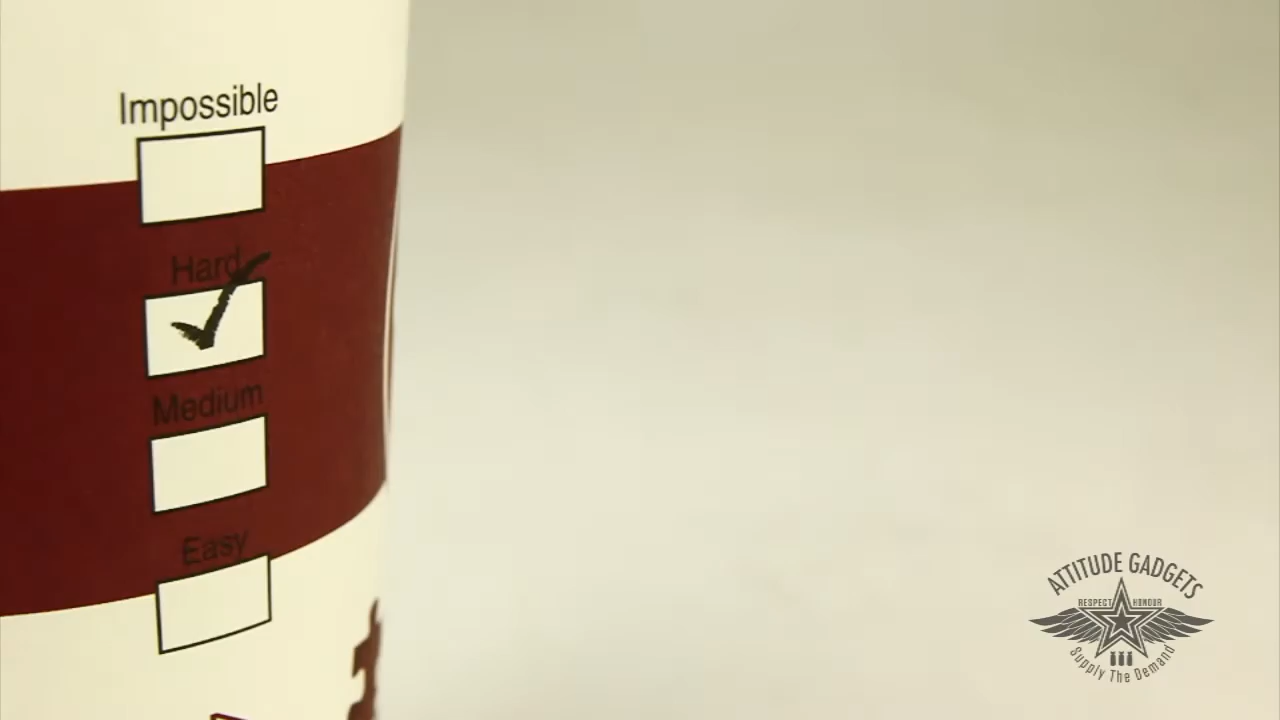 Impossible
Hard
Medium
Easy
ATTITUDE GADGETS
RESPECT HONOUR
Supply The Demand